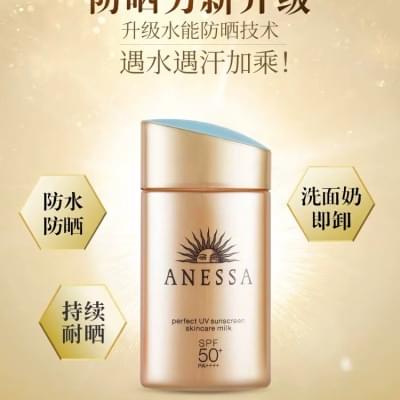 防晒力新升级
升级水能防晒技术
遇水遇汗加乘!
防水
防晒
洗面奶
即卸
持续
耐晒
ANESSA
perfect UV sunscreen
skincare milk
SPF
50+
PA++++